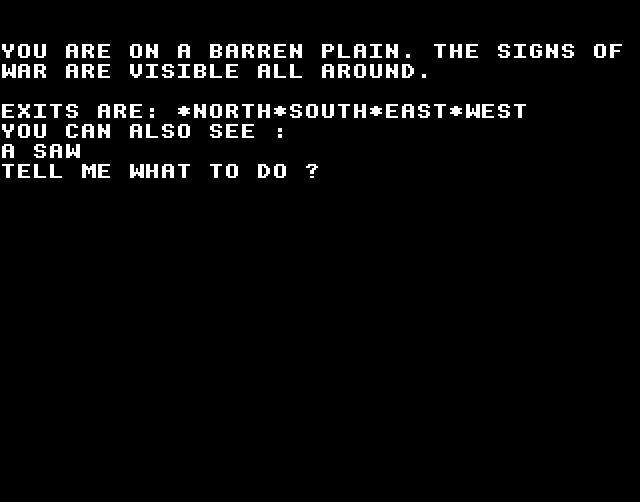 YOU ARE ON A BARREN PLAIN. THE SIGNS OF
WAR ARE VISIBLE ALL AROUND.
EXITS ARE: *NORTH*SOUTH*EAST*WEST
YOU CAN ALSO SEE :
A SAW
TELL ME WHAT TO DO ?